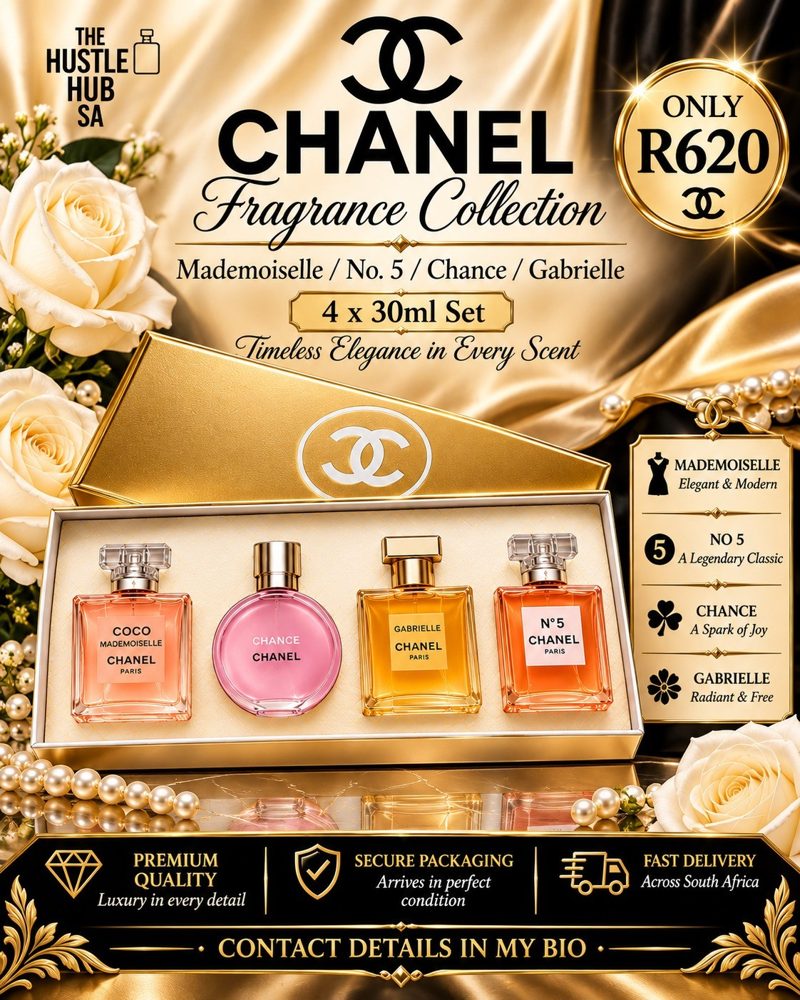 THE
HUSTLE
HUB
SA
CHANEL
Fragrance Collection
Mademoiselle / No. 5 / Chance / Gabrielle
4 x 30ml Set
Timeless Elegance in Every Scent
ONLY
R620
COCO
MADEMOISELLE
CHANEL
PARIS
CHANCE
CHANEL
GABRIELLE
CHANEL
PARIS
N°5
CHANEL
PARIS
MADEMOISELLE
Elegant & Modern
5
NO 5
A Legendary Classic
CHANCE
A Spark of Joy
GABRIELLE
Radiant & Free
PREMIUM
QUALITY
Luxury in every detail
SECURE PACKAGING
Arrives in perfect
condition
FAST DELIVERY
Across South Africa
· CONTACT DETAILS IN MY BIO ·